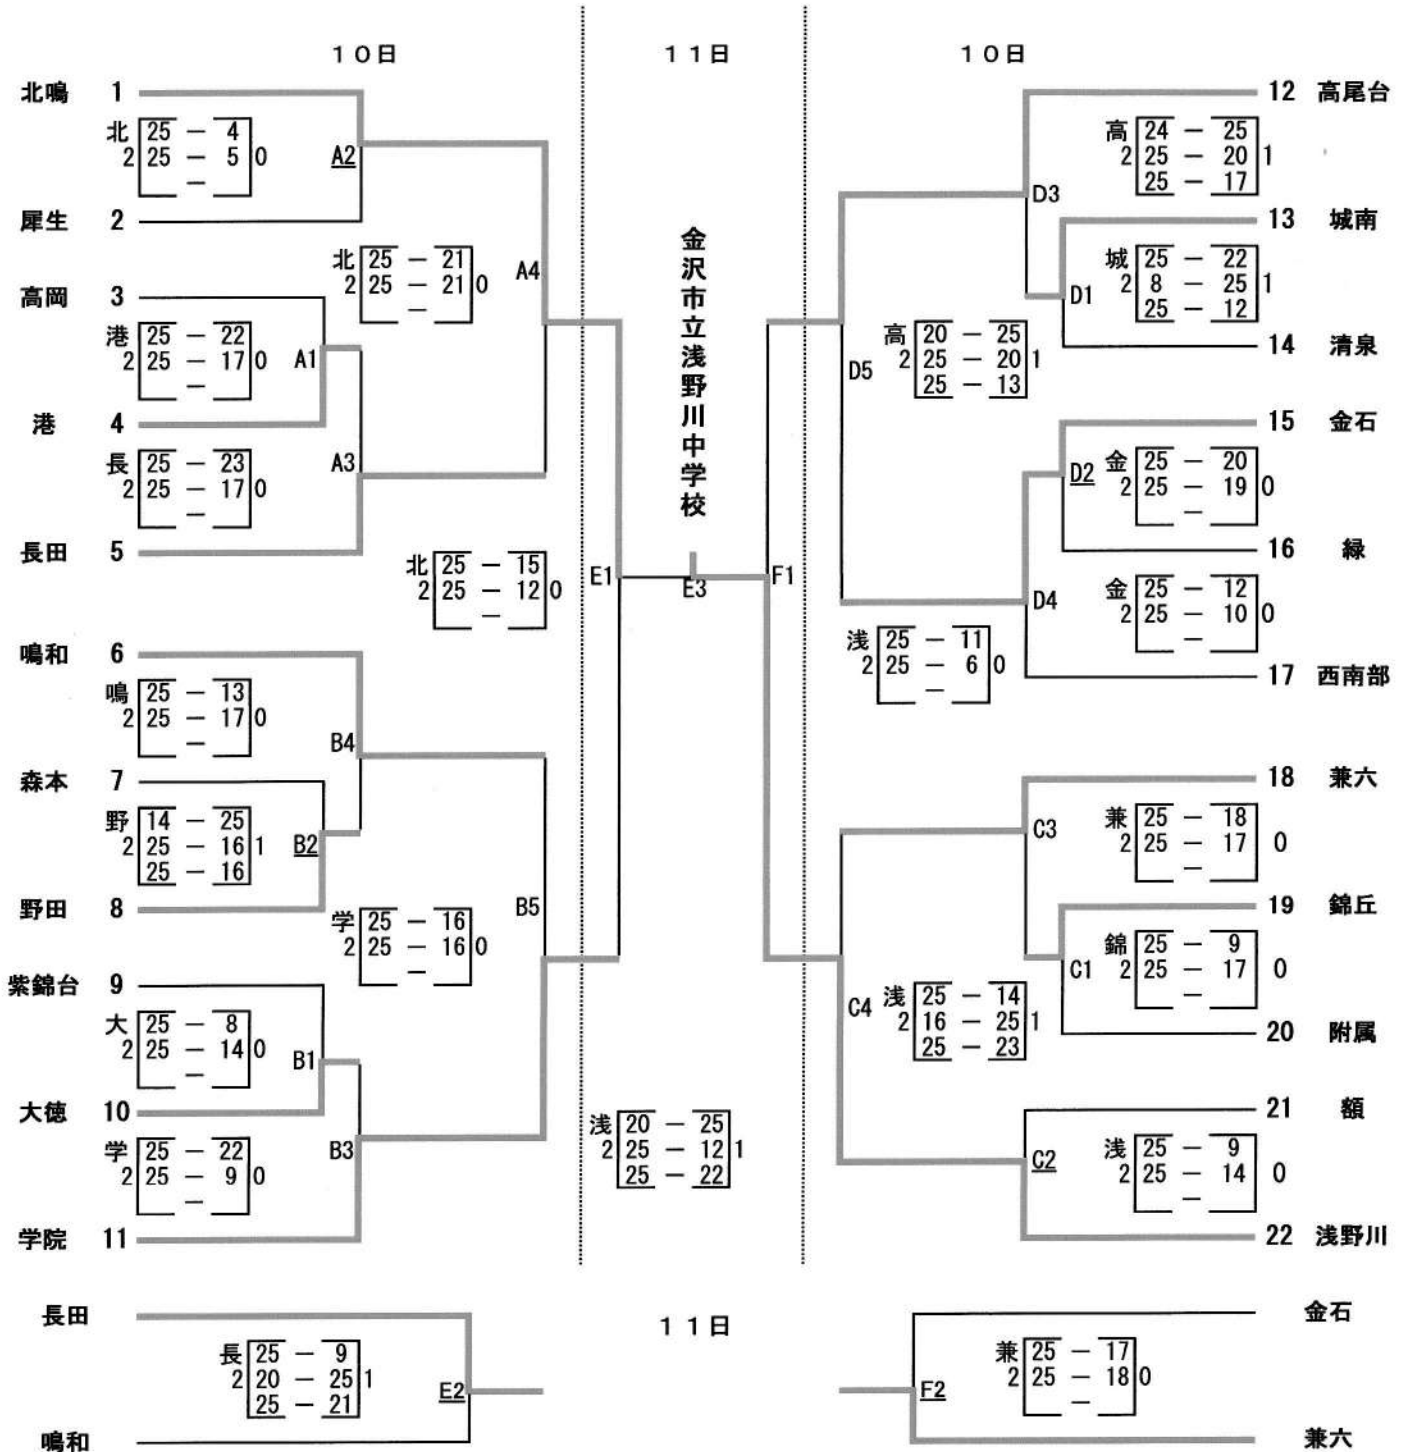 10日
11日
10日
北鳴 1
北 25 － 4
2 25 － 5 0
－
A2
犀生 2
北 25 － 21
2 25 － 21 0
－
A4
高岡 3
港 25 － 22
2 25 － 17 0
－
A1
港 4
長 25 － 23
2 25 － 17 0
－
A3
長田 5
北 25 － 15
2 25 － 12 0
－
E1
鳴和 6
鳴 25 － 13
2 25 － 17 0
－
B4
森本 7
野 14 － 25
2 25 － 16 1
25 － 16
B2
野田 8
学 25 － 16
2 25 － 16 0
－
B5
紫錦台 9
大 25 － 8
2 25 － 14 0
－
B1
大徳 10
学 25 － 22
2 25 － 9 0
－
B3
学院 11
金沢市立浅野川中学校
E3
浅 20 － 25
2 25 － 12 1
25 － 22
12 高尾台
高 24 － 25
2 25 － 20 1
25 － 17
D3
13 城南
城 25 － 22
2 8 － 25 1
25 － 12
D1
14 清泉
高 20 － 25
2 25 － 20 1
25 － 13
D5
15 金石
金 25 － 20
2 25 － 19 0
－
D2
16 緑
金 25 － 12
2 25 － 10 0
－
D4
17 西南部
浅 25 － 11
2 25 － 6 0
－
F1
18 兼六
兼 25 － 18
2 25 － 17 0
－
C3
19 錦丘
錦 25 － 9
2 25 － 17 0
－
C1
20 附属
浅 25 － 14
2 16 － 25 1
25 － 23
C4
21 額
浅 25 － 9
2 25 － 14 0
－
C2
22 浅野川
11日
長田
長 25 － 9
2 20 － 25 1
25 － 21
E2
鳴和
金石
兼 25 － 17
2 25 － 18 0
－
F2
兼六